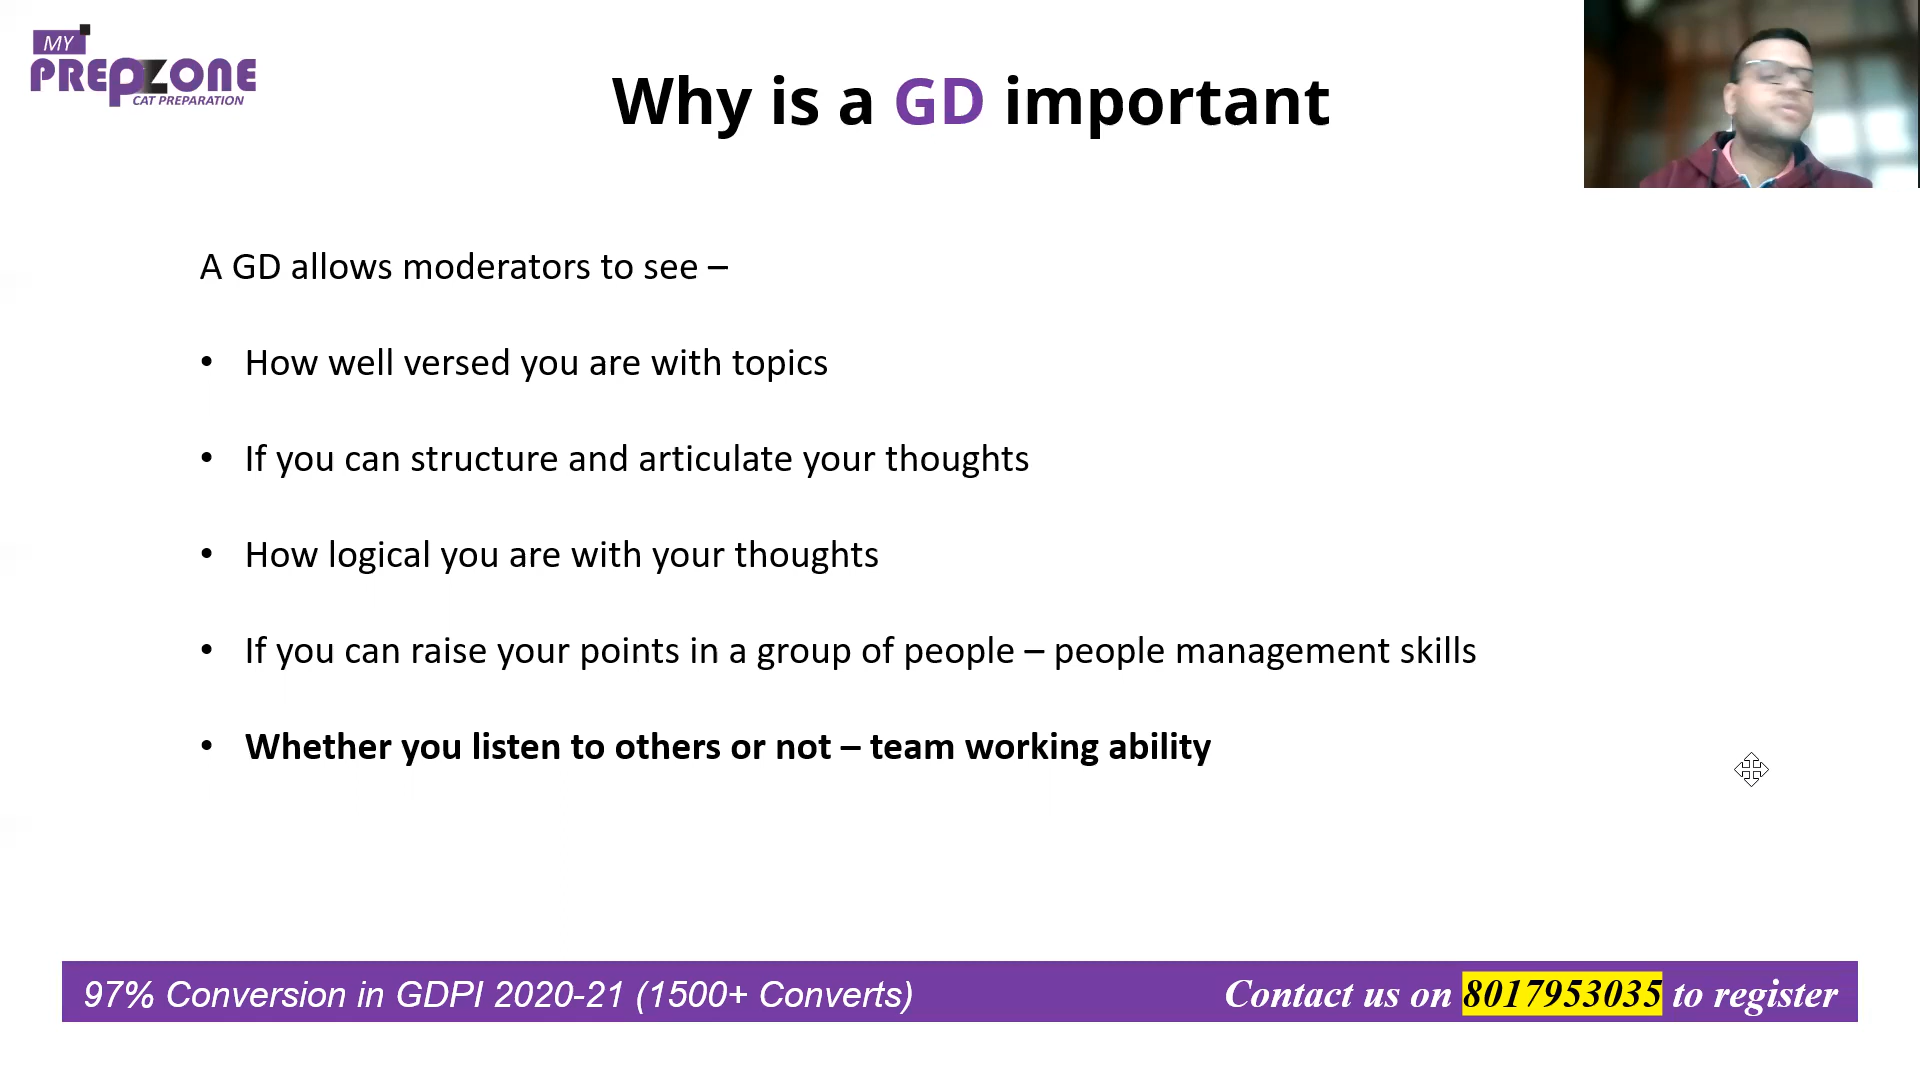 MY
PREPZONE
CAT PREPARATION
Why is a GD important
A GD allows moderators to see –
• How well versed you are with topics
• If you can structure and articulate your thoughts
• How logical you are with your thoughts
• If you can raise your points in a group of people – people management skills
• Whether you listen to others or not – team working ability
97% Conversion in GDPI 2020-21 (1500+ Converts)
Contact us on 8017953035 to register